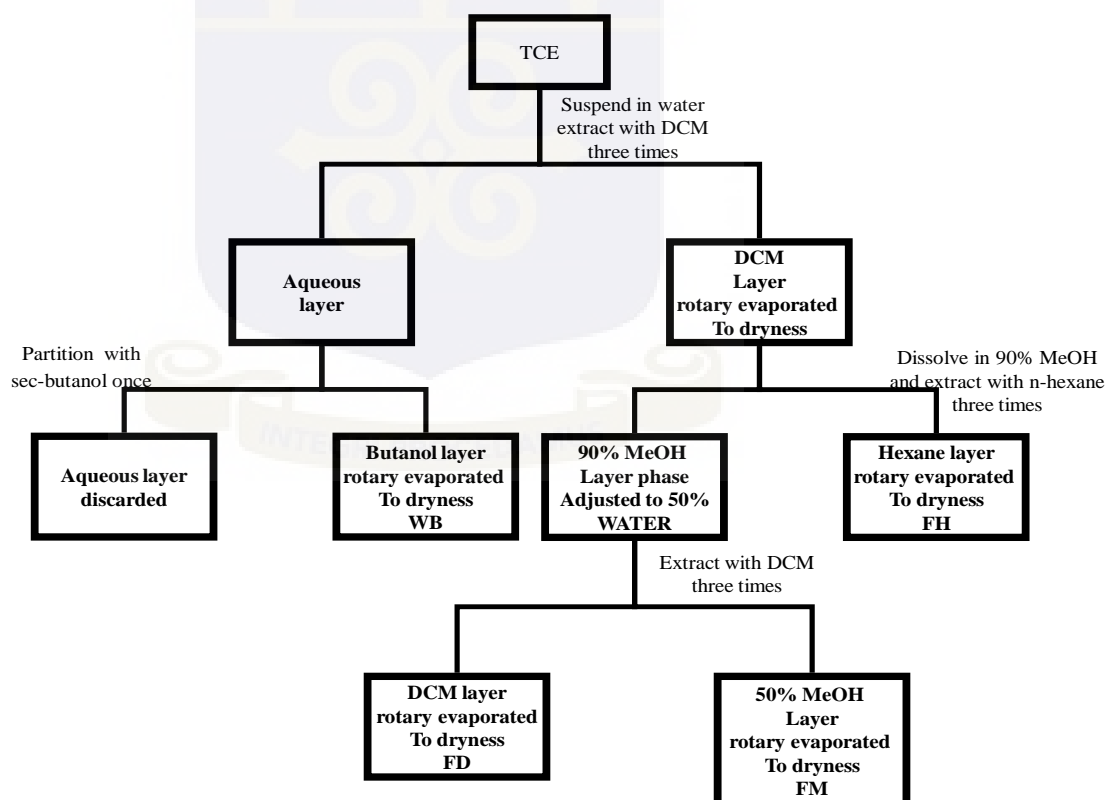 TCE
Suspend in water
extract with DCM
three times
Aqueous
layer
DCM
Layer
rotary evaporated
To dryness
Partition with
sec-butanol once
Dissolve in 90% MeOH
and extract with n-hexane
three times
Aqueous layer
discarded
Butanol layer
rotary evaporated
To dryness
WB
90% MeOH
Layer phase
Adjusted to 50%
WATER
Hexane layer
rotary evaporated
To dryness
FH
Extract with DCM
three times
DCM layer
rotary evaporated
To dryness
FD
50% MeOH
Layer
rotary evaporated
To dryness
FM